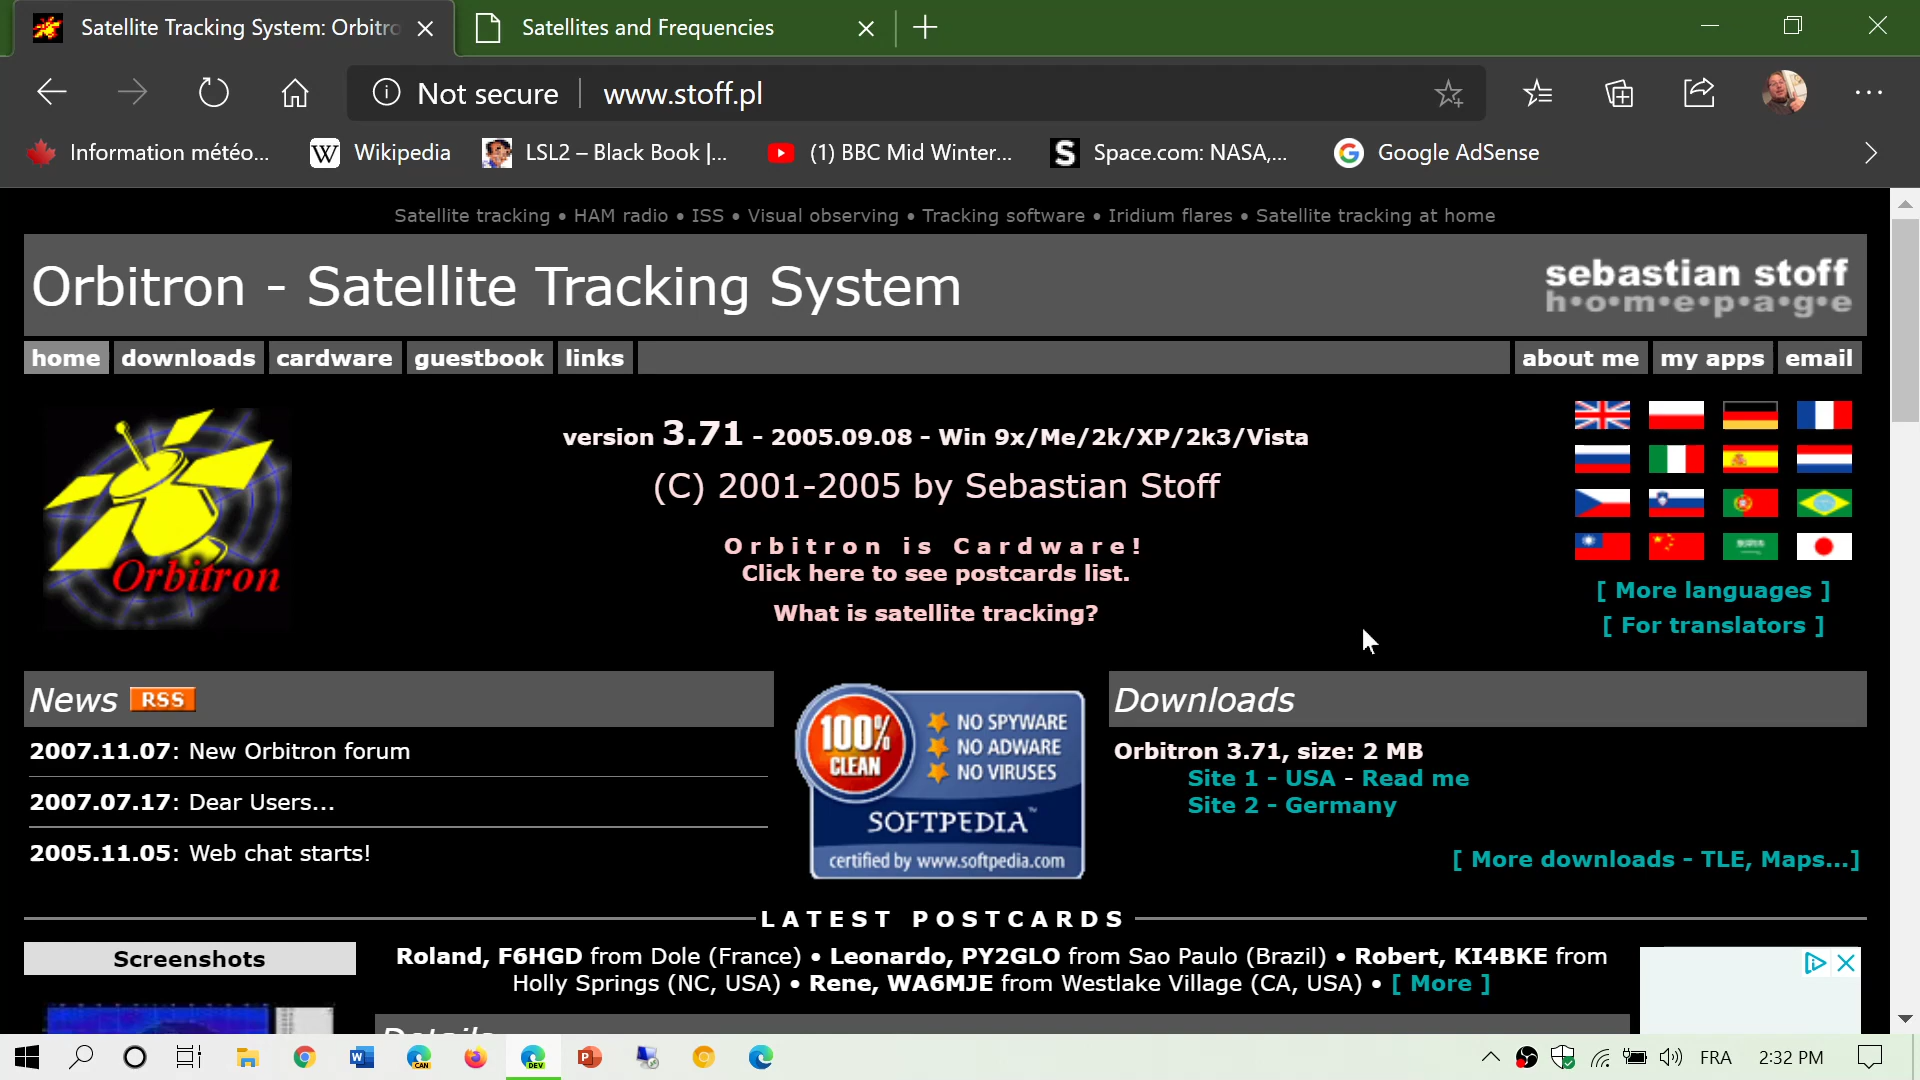 Satellite Tracking System: Orbitro
Satellites and Frequencies
Not secure
www.stoff.pl
Information météo...
Wikipedia
LSL2 – Black Book |...
(1) BBC Mid Winter...
Space.com: NASA,...
Google AdSense
Satellite tracking • HAM radio • ISS • Visual observing • Tracking software • Iridium flares • Satellite tracking at home
Orbitron - Satellite Tracking System
sebastian stoff
h•o•m•e•p•a•g•e
home
downloads
cardware
guestbook
links
about me
my apps
email
Orbitron
version 3.71 - 2005.09.08 - Win 9x/Me/2k/XP/2k3/Vista
(C) 2001-2005 by Sebastian Stoff
Orbitron is Cardware!
Click here to see postcards list.
What is satellite tracking?
[ More languages ]
[ For translators ]
News RSS
2007.11.07: New Orbitron forum
2007.07.17: Dear Users...
2005.11.05: Web chat starts!
100%
CLEAN
NO SPYWARE
NO ADWARE
NO VIRUSES
SOFTPEDIA™
certified by www.softpedia.com
Downloads
Orbitron 3.71, size: 2 MB
Site 1 - USA - Read me
Site 2 - Germany
[ More downloads - TLE, Maps...]
LATEST POSTCARDS
Screenshots
Roland, F6HGD from Dole (France) • Leonardo, PY2GLO from Sao Paulo (Brazil) • Robert, KI4BKE from
Holly Springs (NC, USA) • Rene, WA6MJE from Westlake Village (CA, USA) • [ More ]
Details
CAN
DEV
FRA
2:32 PM